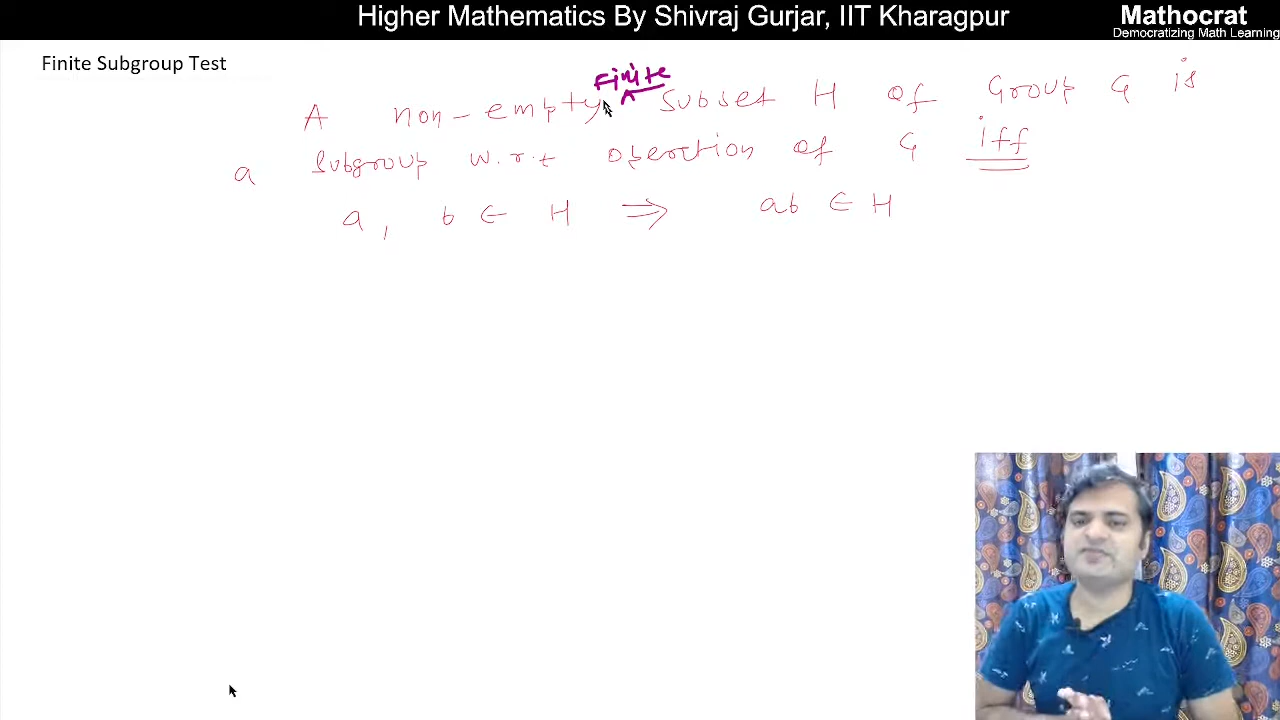 Higher Mathematics By Shivraj Gurjar, IIT Kharagpur
Mathocrat
Democratizing Math Learning
Finite Subgroup Test
A non-empty Finite subset H of Group G is
a subgroup w.r.t operation of G iff
a, b ∈ H ⇒ ab ∈ H